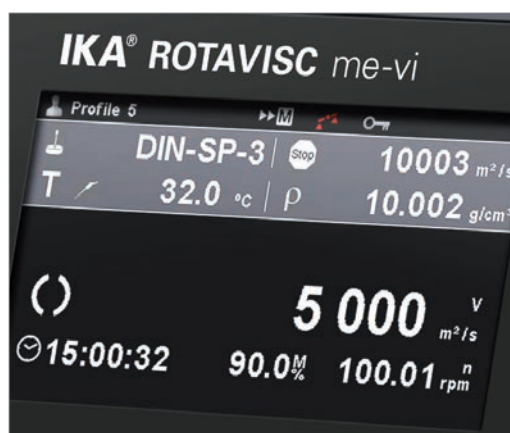 IKA® ROTAVISC me-vi
Profile 5 M
DIN-SP-3 Stop 10003 m²/s
T 32.0 °C ρ 10.002 g/cm³
5 000 V m²/s
15:00:32 90.0 M % 100.01 n rpm